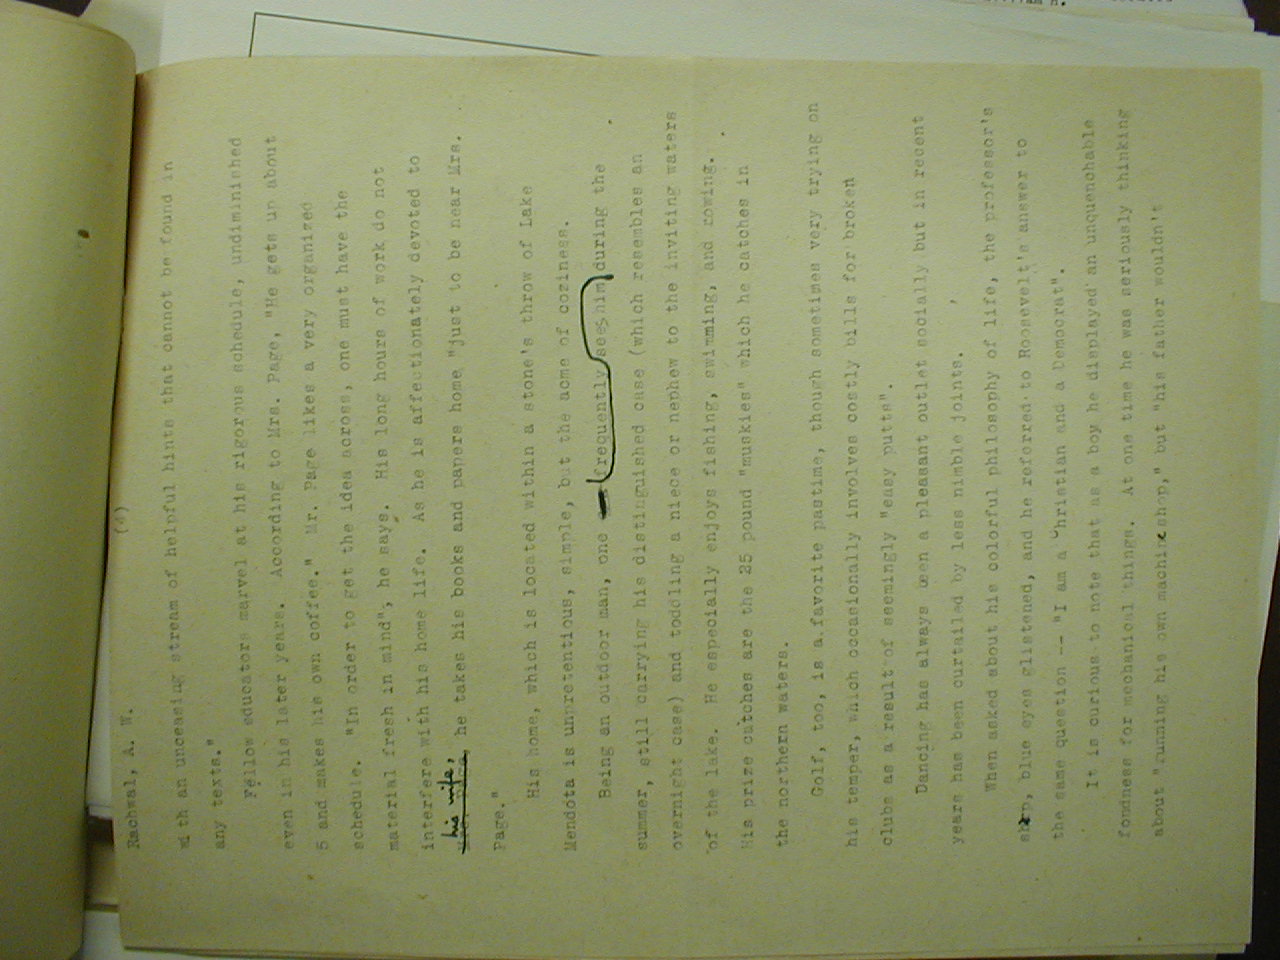 Rachwal, A. W. (4)
with an unceasing stream of helpful hints that cannot be found in
any texts."
Fellow educators marvel at his rigorous schedule, undiminished
even in his later years. According to Mrs. Page, "He gets up about
5 and makes his own coffee." Mr. Page likes a very organized
schedule. "In order to get the idea across, one must have the
material fresh in mind", he says. His long hours of work do not
interfere with his home life. As he is affectionately devoted to
his wife,
he takes his books and papers home "just to be near Mrs.
Page."
His home, which is located within a stone's throw of Lake
Mendota is unpretentious, simple, but the acme of coziness.
Being an outdoor man, one frequently sees him during the
summer, still carrying his distinguished case (which resembles an
overnight case) and toddling a niece or nephew to the inviting waters
of the lake. He especially enjoys fishing, swimming, and rowing.
His prize catches are the 25 pound "muskies" which he catches in
the northern waters.
Golf, too, is a favorite pastime, though sometimes very trying on
his temper, which occasionally involves costly bills for broken
clubs as a result of seemingly "easy putts".
Dancing has always been a pleasant outlet socially but in recent
years has been curtailed by less nimble joints.
When asked about his colorful philosophy of life, the professor's
sharp, blue eyes glistened, and he referred to Roosevelt's answer to
the same question -- "I am a Christian and a Democrat".
It is curious to note that as a boy he displayed an unquenchable
fondness for mechanical things. At one time he was seriously thinking
about "running his own machine shop," but "his father wouldn't